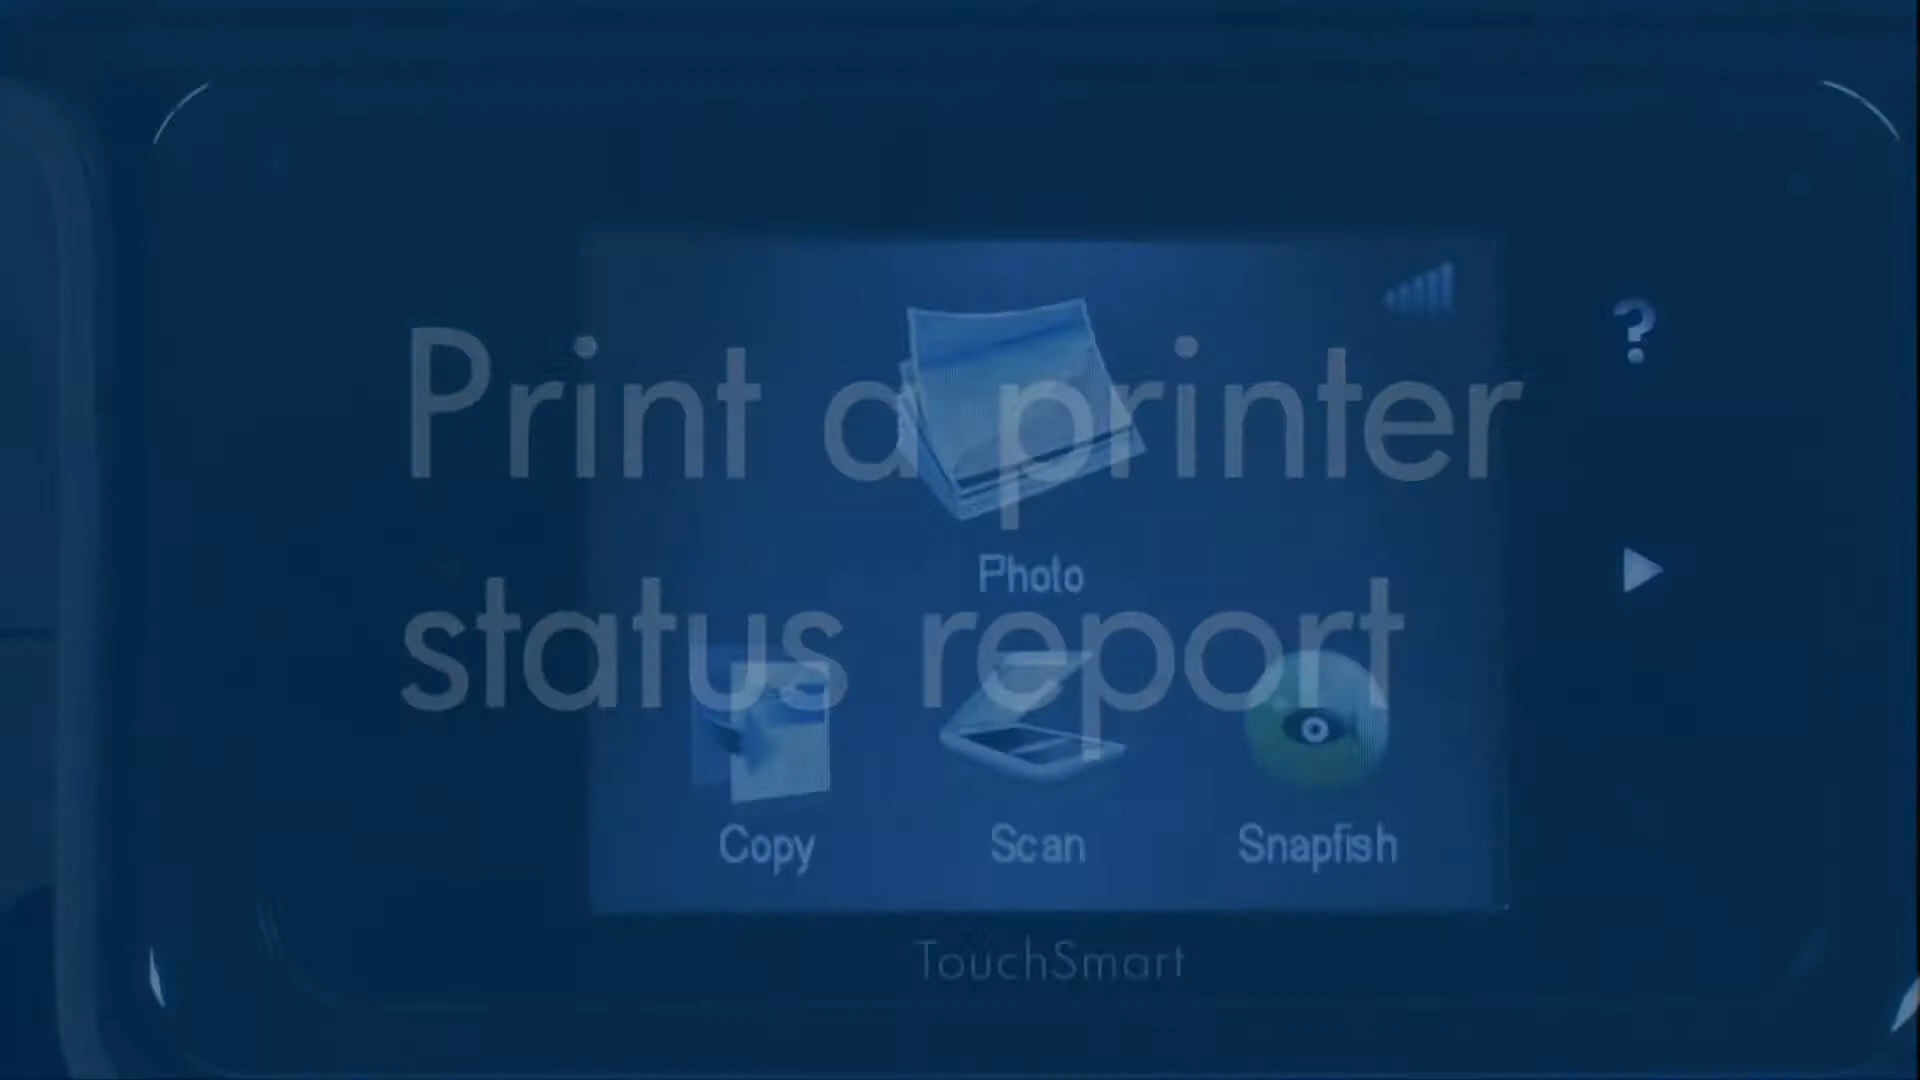 Print a printer
status report
?
Photo
Copy
Scan
Snapfish
TouchSmart